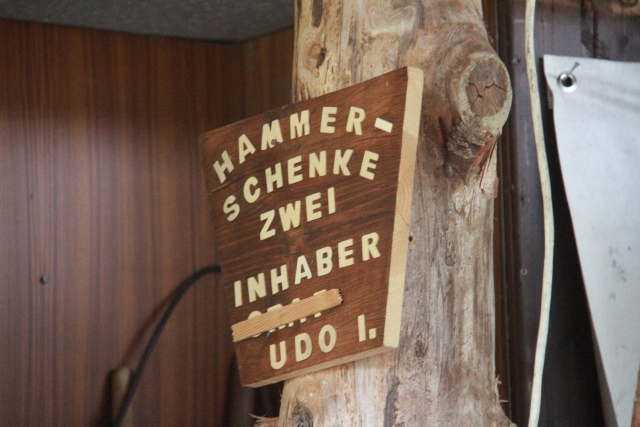 HAMMER-
SCHENKE
ZWEI
INHABER
UDO I.